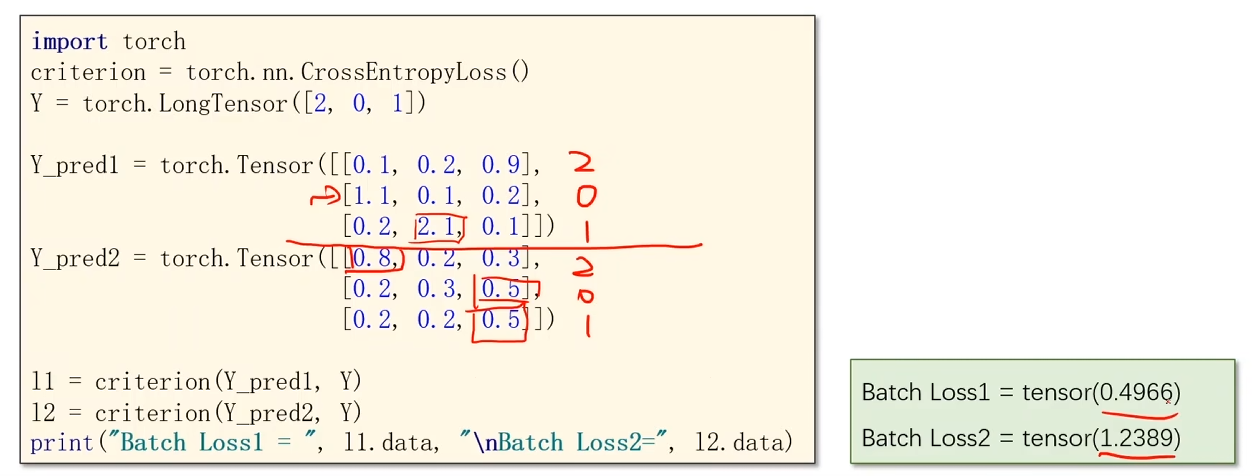 import torch
criterion = torch.nn.CrossEntropyLoss()
Y = torch.LongTensor([2, 0, 1])
Y_pred1 = torch.Tensor([[0.1, 0.2, 0.9], 2
[1.1, 0.1, 0.2], 0
[0.2, 2.1, 0.1]]) 1
Y_pred2 = torch.Tensor([[0.8, 0.2, 0.3], 2
[0.2, 0.3, 0.5], 0
[0.2, 0.2, 0.5]]) 1
l1 = criterion(Y_pred1, Y)
l2 = criterion(Y_pred2, Y)
print("Batch Loss1 = ", l1.data, "\nBatch Loss2=", l2.data)
Batch Loss1 = tensor(0.4966)
Batch Loss2 = tensor(1.2389)